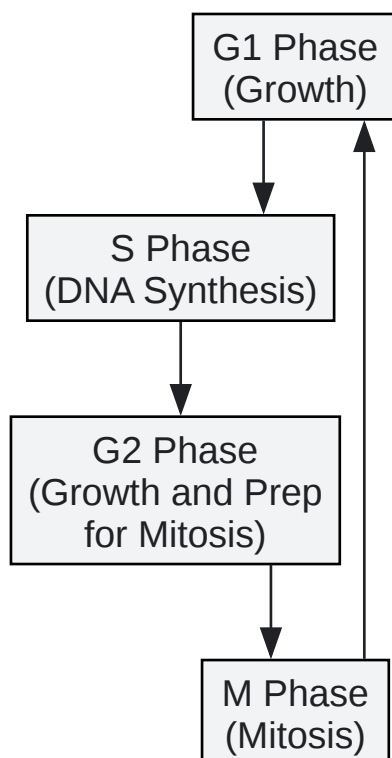 G1 Phase
(Growth)
S Phase
(DNA Synthesis)
G2 Phase
(Growth and Prep
for Mitosis)
M Phase
(Mitosis)